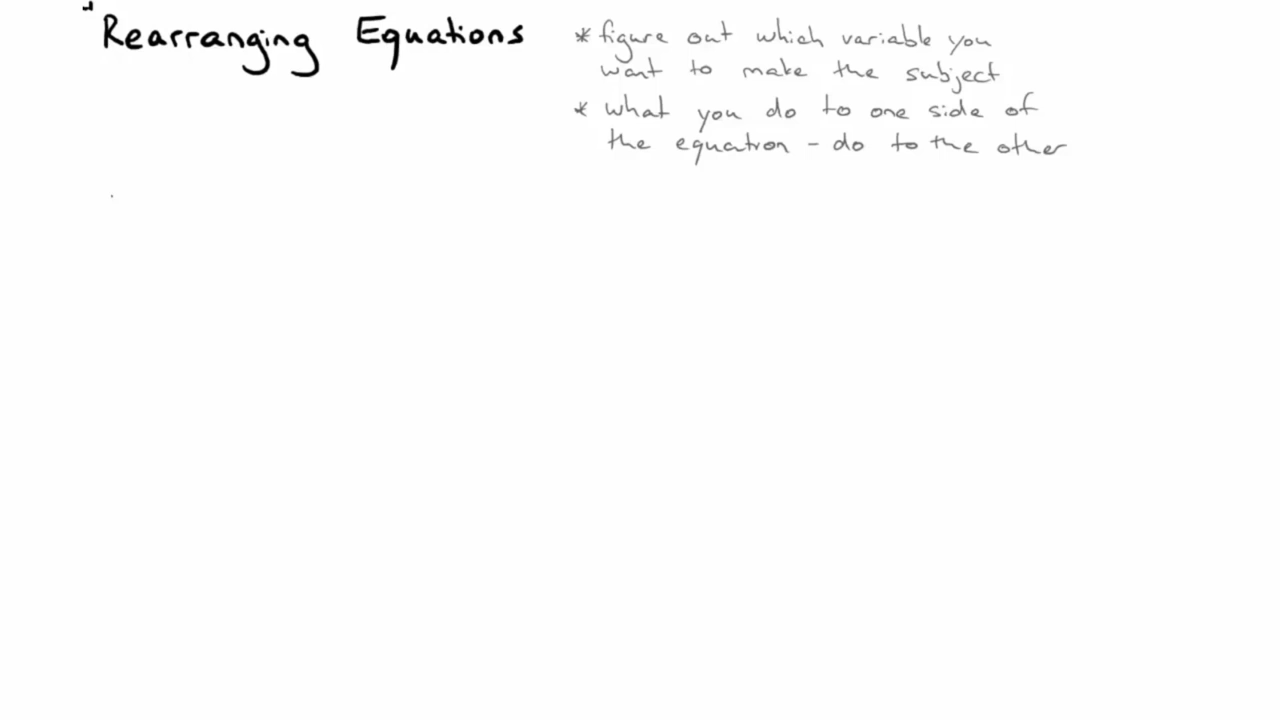 Rearranging Equations
* figure out which variable you
want to make the subject
* what you do to one side of
the equation - do to the other